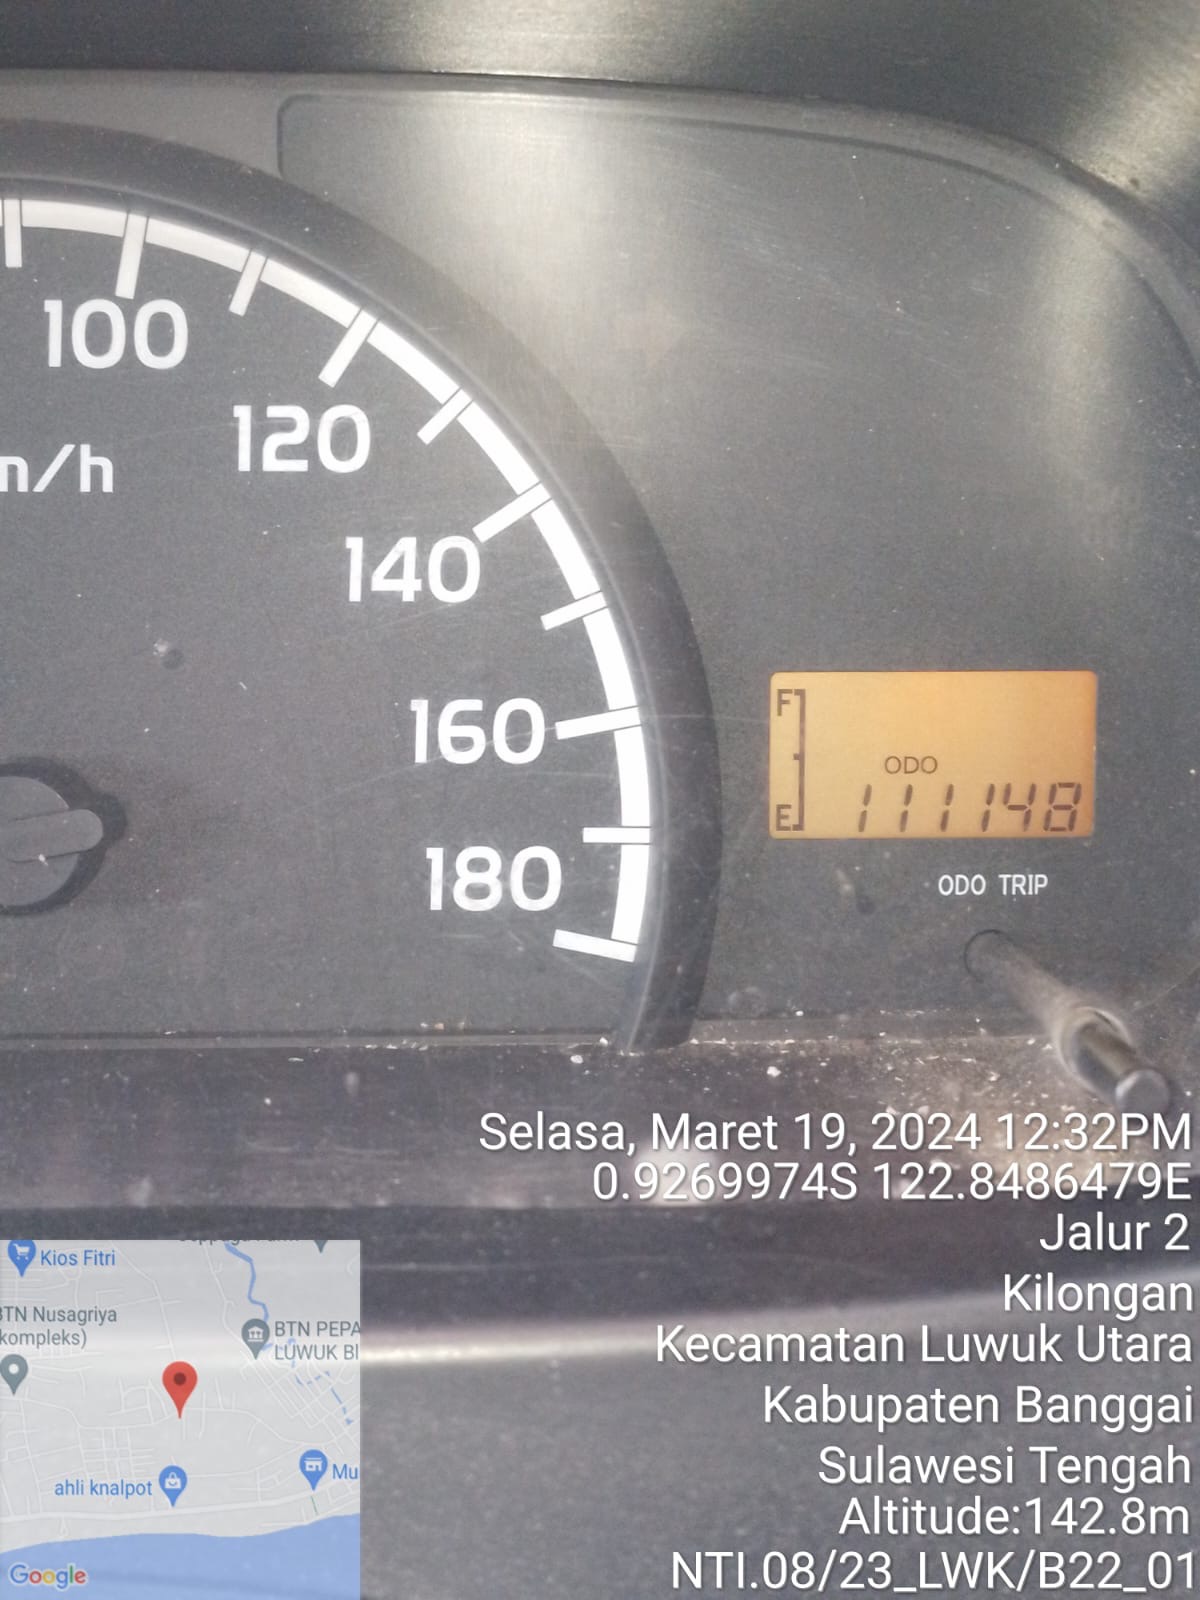 100
120
m/h
140
160
180
F
ODO
E
111148
ODO TRIP
Selasa, Maret 19, 2024 12:32PM
0.9269974S 122.8486479E
Jalur 2
Kilongan
Kecamatan Luwuk Utara
Kabupaten Banggai
Sulawesi Tengah
Altitude:142.8m
NTI.08/23_LWK/B22_01
Kios Fitri
BTN Nusagriya
kompleks)
BTN PEPA
LUWUK BI
ahli knalpot
Mu
Google